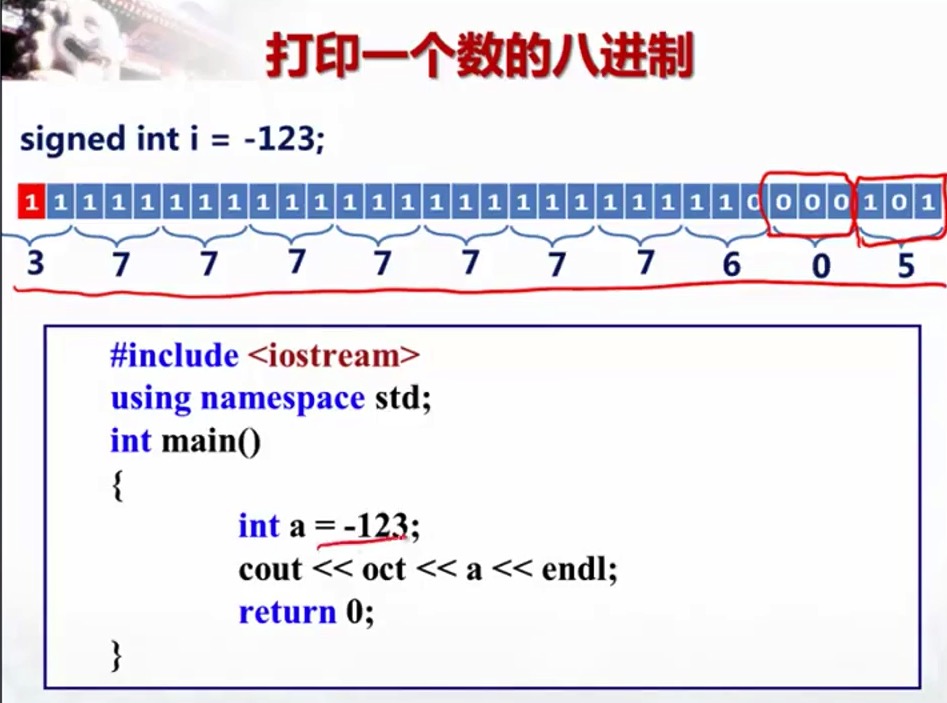 打印一个数的八进制
signed int i = -123;
1 1 1 1 1 1 1 1 1 1 1 1 1 1 1 1 1 1 1 1 1 1 1 1 1 0 0 0 0 1 0 1
3 7 7 7 7 7 7 7 6 0 5
#include <iostream>
using namespace std;
int main()
{
int a = -123;
cout << oct << a << endl;
return 0;
}